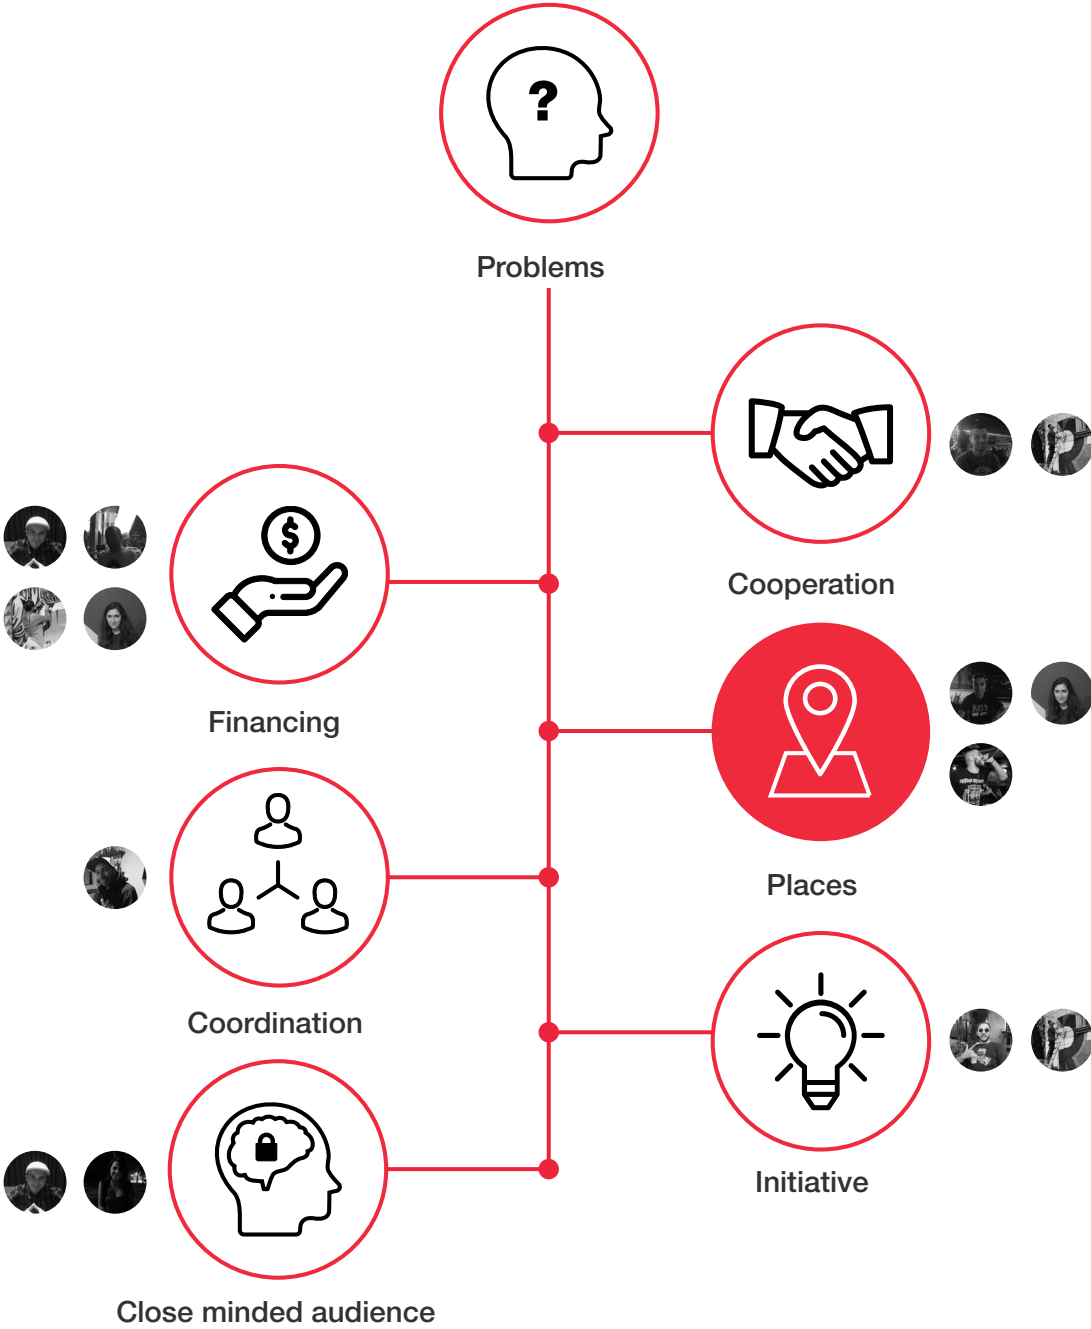 ?
Problems
Cooperation
$
Financing
Places
Coordination
Initiative
Close minded audience